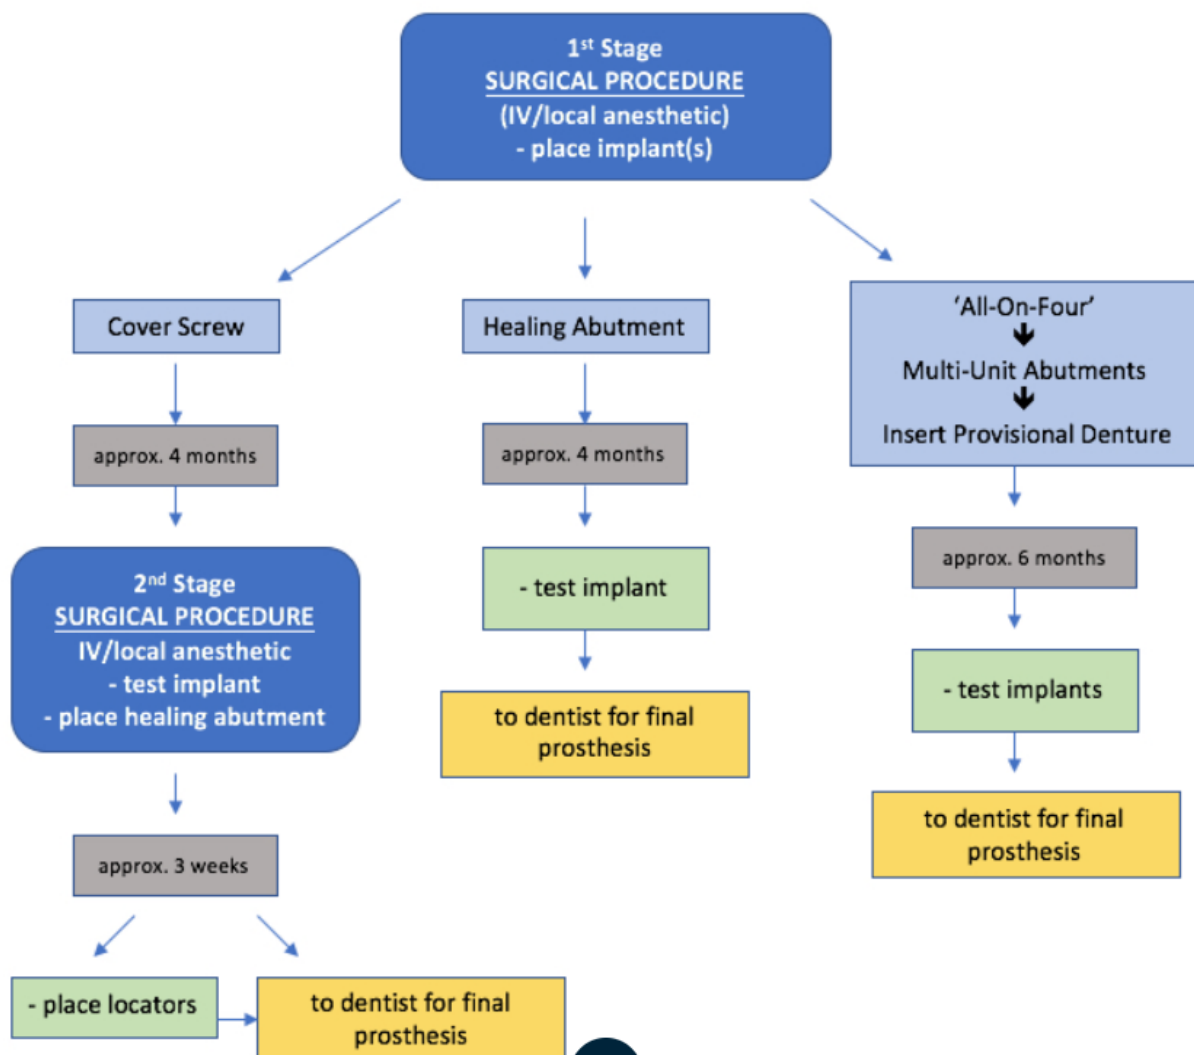 1st Stage
SURGICAL PROCEDURE
(IV/local anesthetic)
- place implant(s)
Cover Screw
approx. 4 months
2nd Stage
SURGICAL PROCEDURE
IV/local anesthetic
- test implant
- place healing abutment
approx. 3 weeks
- place locators
to dentist for final
prosthesis
Healing Abutment
approx. 4 months
- test implant
to dentist for final
prosthesis
‘All-On-Four’
Multi-Unit Abutments
Insert Provisional Denture
approx. 6 months
- test implants
to dentist for final
prosthesis